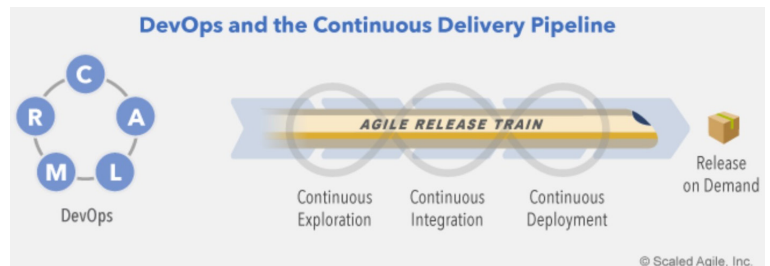 DevOps and the Continuous Delivery Pipeline
C
R
A
M
L
DevOps
AGILE RELEASE TRAIN
Continuous
Exploration
Continuous
Integration
Continuous
Deployment
Release
on Demand
© Scaled Agile, Inc.